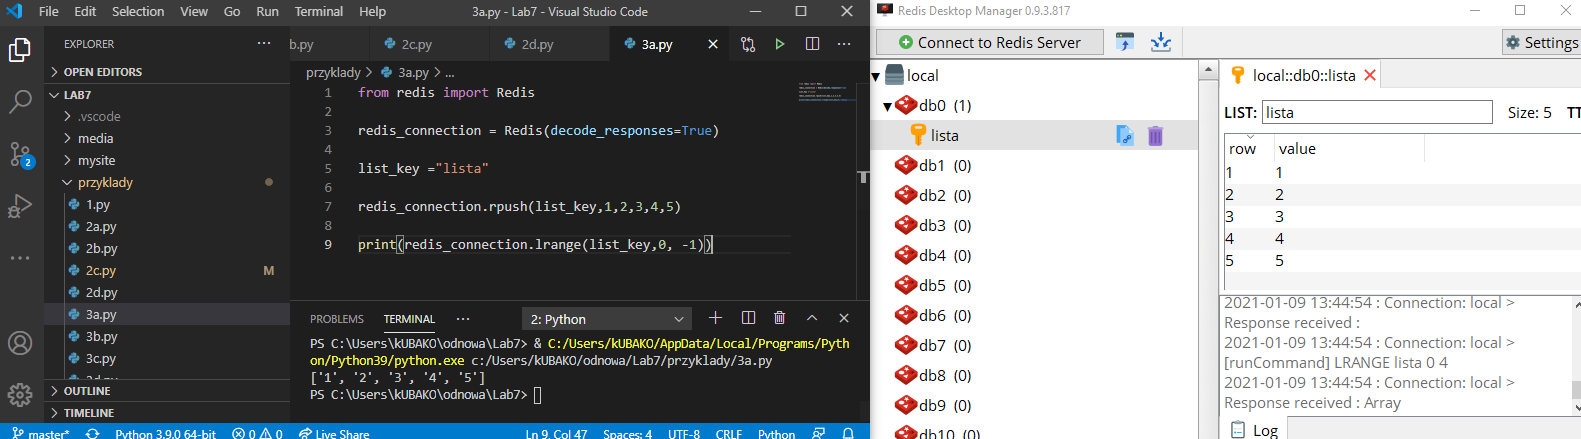 File Edit Selection View Go Run Terminal Help 3a.py - Lab7 - Visual Studio Code
EXPLORER
OPEN EDITORS
LAB7
.vscode
media
mysite
przyklady
1.py
2a.py
2b.py
2c.py M
2d.py
3a.py
3b.py
3c.py
OUTLINE
TIMELINE
2
b.py 2c.py 2d.py 3a.py
przyklady > 3a.py > ...
1 from redis import Redis
2
3 redis_connection = Redis(decode_responses=True)
4
5 list_key ="lista"
6
7 redis_connection.rpush(list_key,1,2,3,4,5)
8
9 print(redis_connection.lrange(list_key,0, -1))
PROBLEMS TERMINAL ... 2: Python
PS C:\Users\kUBAKO\odnowa\Lab7> & C:/Users/kUBAKO/AppData/Local/Programs/Pyth
on/Python39/python.exe c:/Users/kUBAKO/odnowa/Lab7/przyklady/3a.py
['1', '2', '3', '4', '5']
PS C:\Users\kUBAKO\odnowa\Lab7>
master* Python 3.9.0 64-bit 0 0 Live Share Ln 9, Col 47 Spaces: 4 UTF-8 CRLF Python
Redis Desktop Manager 0.9.3.817
Connect to Redis Server
Settings
local
db0 (1)
lista
db1 (0)
db2 (0)
db3 (0)
db4 (0)
db5 (0)
db6 (0)
db7 (0)
db8 (0)
db9 (0)
db10 (0)
local::db0::lista
LIST: lista Size: 5 TT
row value
1 1
2 2
3 3
4 4
5 5
2021-01-09 13:44:54 : Connection: local >
Response received :
2021-01-09 13:44:54 : Connection: local >
[runCommand] LRANGE lista 0 4
2021-01-09 13:44:54 : Connection: local >
Response received : Array
Log